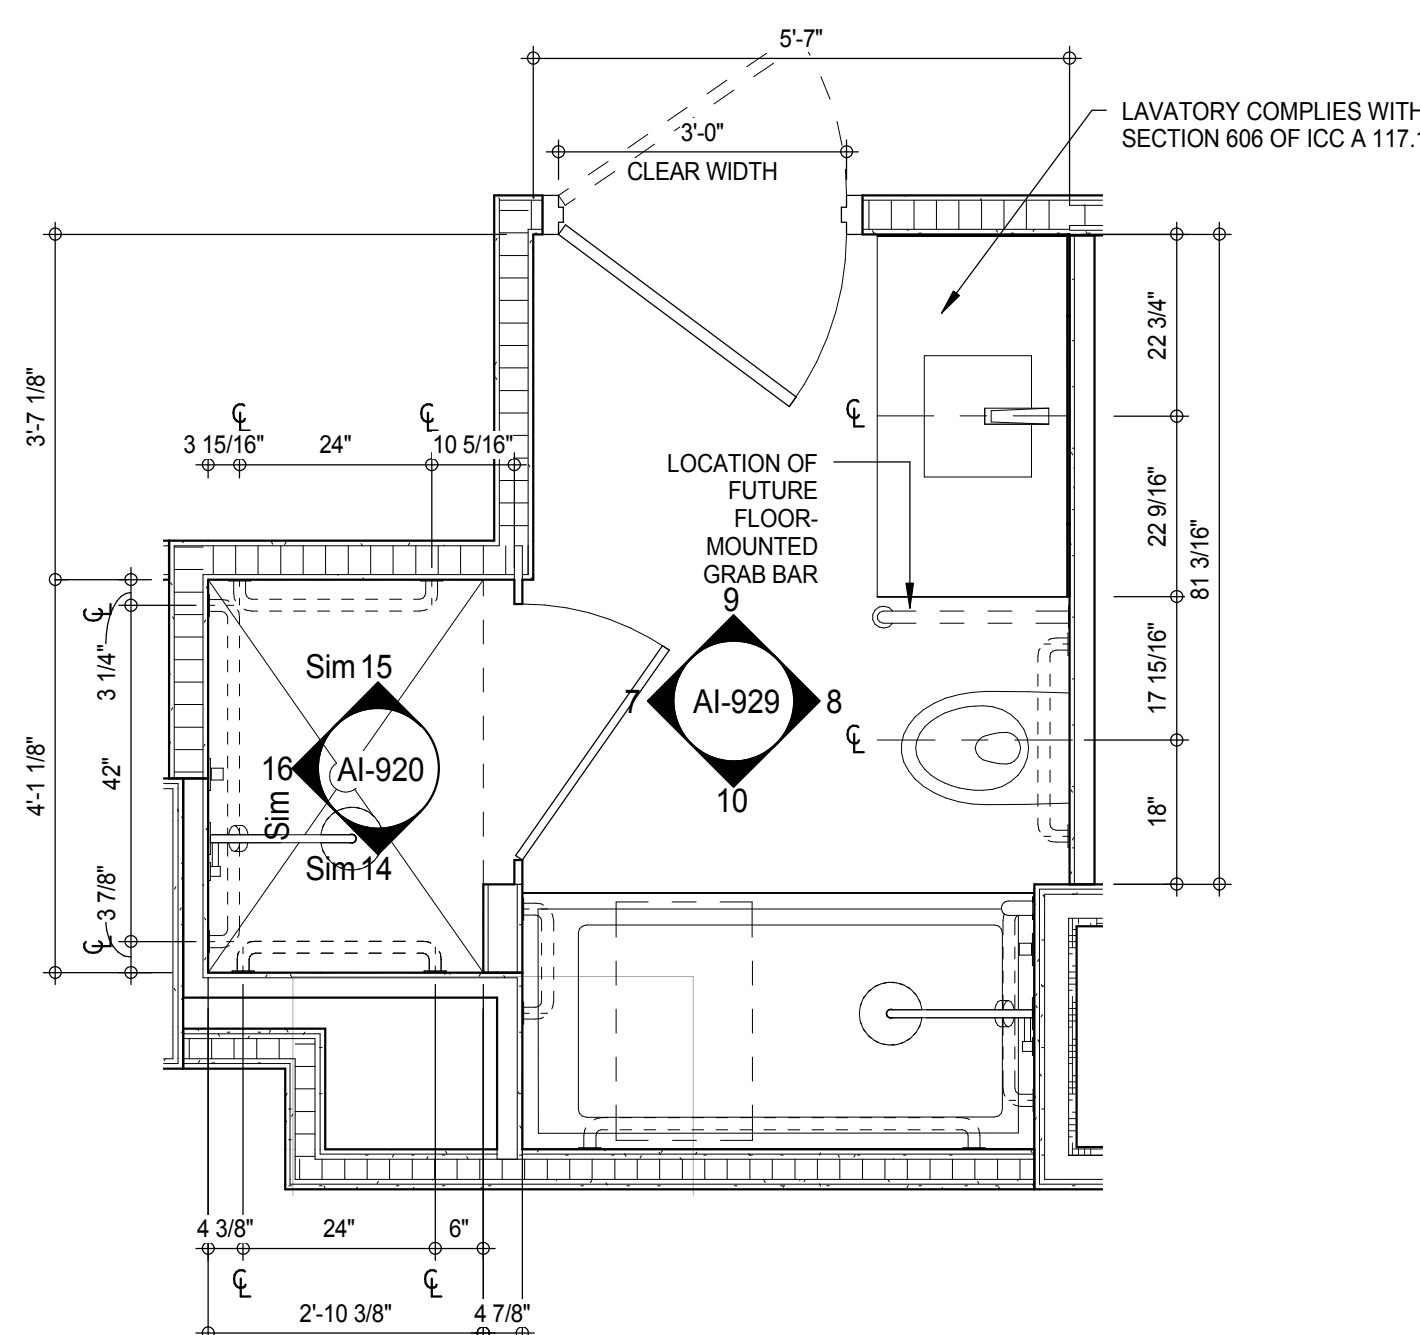 5'-7"
LAVATORY COMPLIES WITH
SECTION 606 OF ICC A 117.1
3'-0"
CLEAR WIDTH
22 3/4"
3'-7 1/8"
℄
℄
℄
3 15/16"
24"
10 5/16"
LOCATION OF
FUTURE
FLOOR-
MOUNTED
GRAB BAR
22 9/16"
81 3/16"
9
℄
3 1/4"
Sim 15
17 15/16"
7
AI-929
8
℄
16
AI-920
42"
4'-1 1/8"
10
Sim
18"
Sim 14
3 7/8"
℄
4 3/8"
24"
6"
℄
℄
2'-10 3/8"
4 7/8"